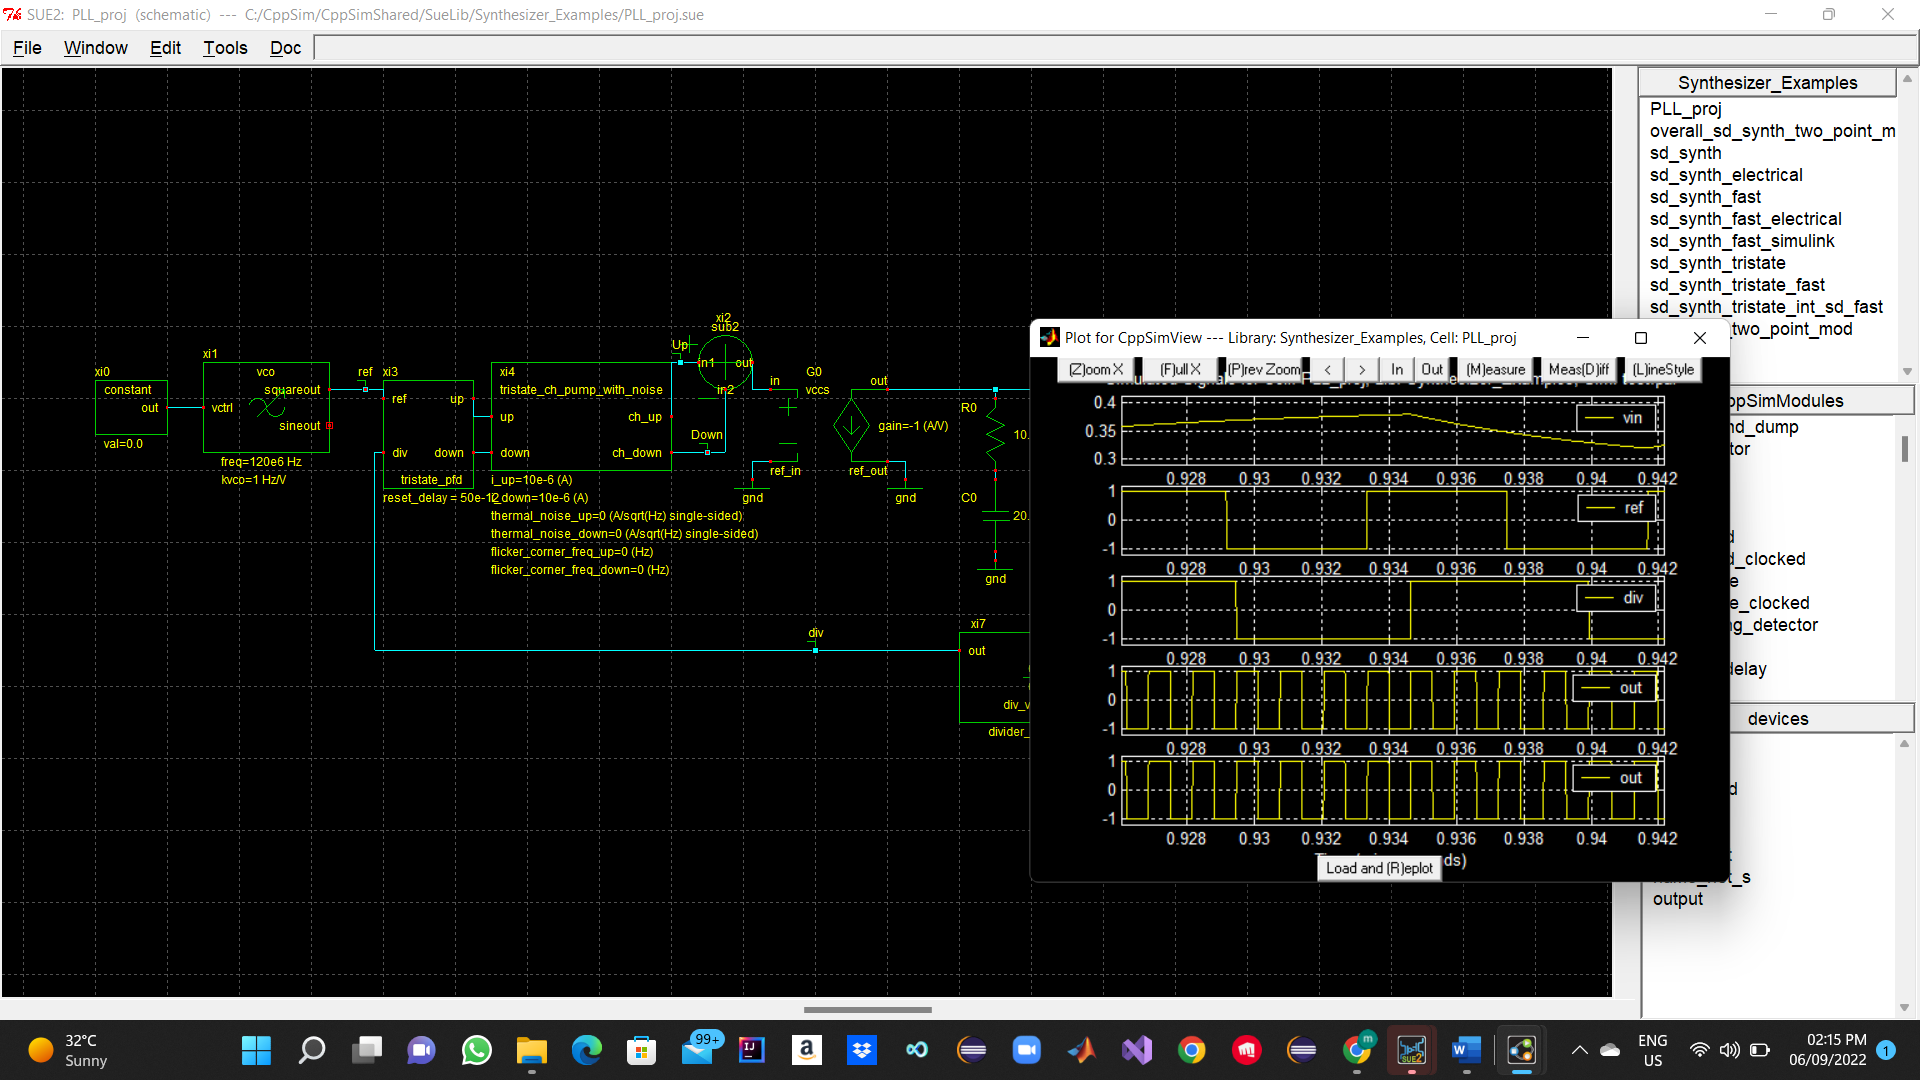 SUE2: PLL_proj (schematic) --- C:/CppSim/CppSimShared/SueLib/Synthesizer_Examples/PLL_proj.sue
File Window Edit Tools Doc
Synthesizer_Examples
PLL_proj
overall_sd_synth_two_point_m
sd_synth
sd_synth_electrical
sd_synth_fast
sd_synth_fast_electrical
sd_synth_fast_simulink
sd_synth_tristate
sd_synth_tristate_fast
sd_synth_tristate_int_sd_fast
two_point_mod
ppSimModules
nd_dump
tor
d
d_clocked
e
e_clocked
ng_detector
delay
devices
d
output
xi0
constant
out
val=0.0
xi1
vco
squareout
vctrl
sineout
freq=120e6 Hz
kvco=1 Hz/V
ref
xi3
ref up
div down
tristate_pfd
reset_delay = 50e-12
xi4
tristate_ch_pump_with_noise
up
ch_up
down
ch_down
i_up=10e-6 (A)
i_down=10e-6 (A)
thermal_noise_up=0 (A/sqrt(Hz) single-sided)
thermal_noise_down=0 (A/sqrt(Hz) single-sided)
flicker_corner_freq_up=0 (Hz)
flicker_corner_freq_down=0 (Hz)
Up
Down
xi2
sub2
in1 out
in2
in
G0
vccs
ref_in
gnd
out
gain=-1 (A/V)
ref_out
gnd
R0
10.
C0
20.
gnd
div
xi7
out
div_v
divider_
Plot for CppSimView --- Library: Synthesizer_Examples, Cell: PLL_proj
(Z)oom X (F)ull X (P)rev Zoom < > In Out (M)easure Meas(D)iff (L)ineStyle
0.4
0.35
0.3
vin
0.928 0.93 0.932 0.934 0.936 0.938 0.94 0.942
1
0
-1
ref
0.928 0.93 0.932 0.934 0.936 0.938 0.94 0.942
1
0
-1
div
0.928 0.93 0.932 0.934 0.936 0.938 0.94 0.942
1
0
-1
out
0.928 0.93 0.932 0.934 0.936 0.938 0.94 0.942
1
0
-1
out
0.928 0.93 0.932 0.934 0.936 0.938 0.94 0.942
ds)
Load and (R)eplot
32°C
Sunny
99+
ENG
US
02:15 PM
06/09/2022
1